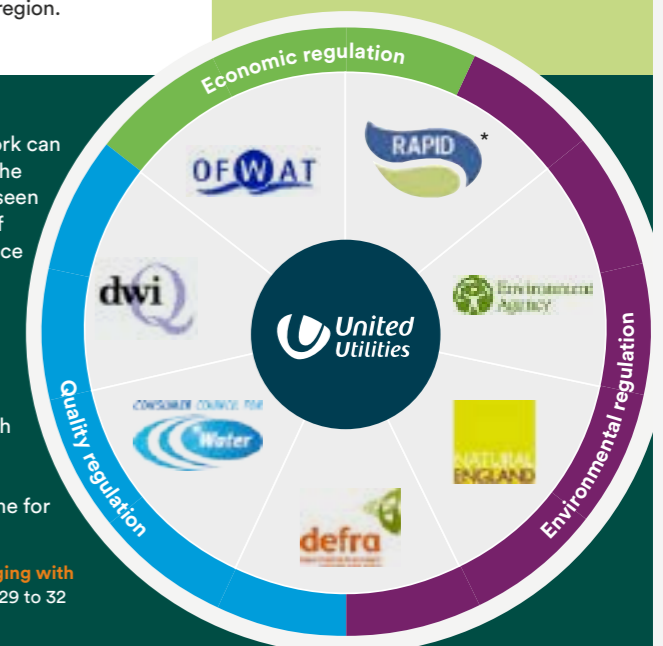 region.
rk can
he
seen
f
ce
h
ne for
ging with
29 to 32
Economic regulation
OFWAT
RAPID
*
dwi
Environment
Agency
United
Utilities
CONSUMER COUNCIL FOR
Water
NATURAL
ENGLAND
defra
Quality regulation
Environmental regulation